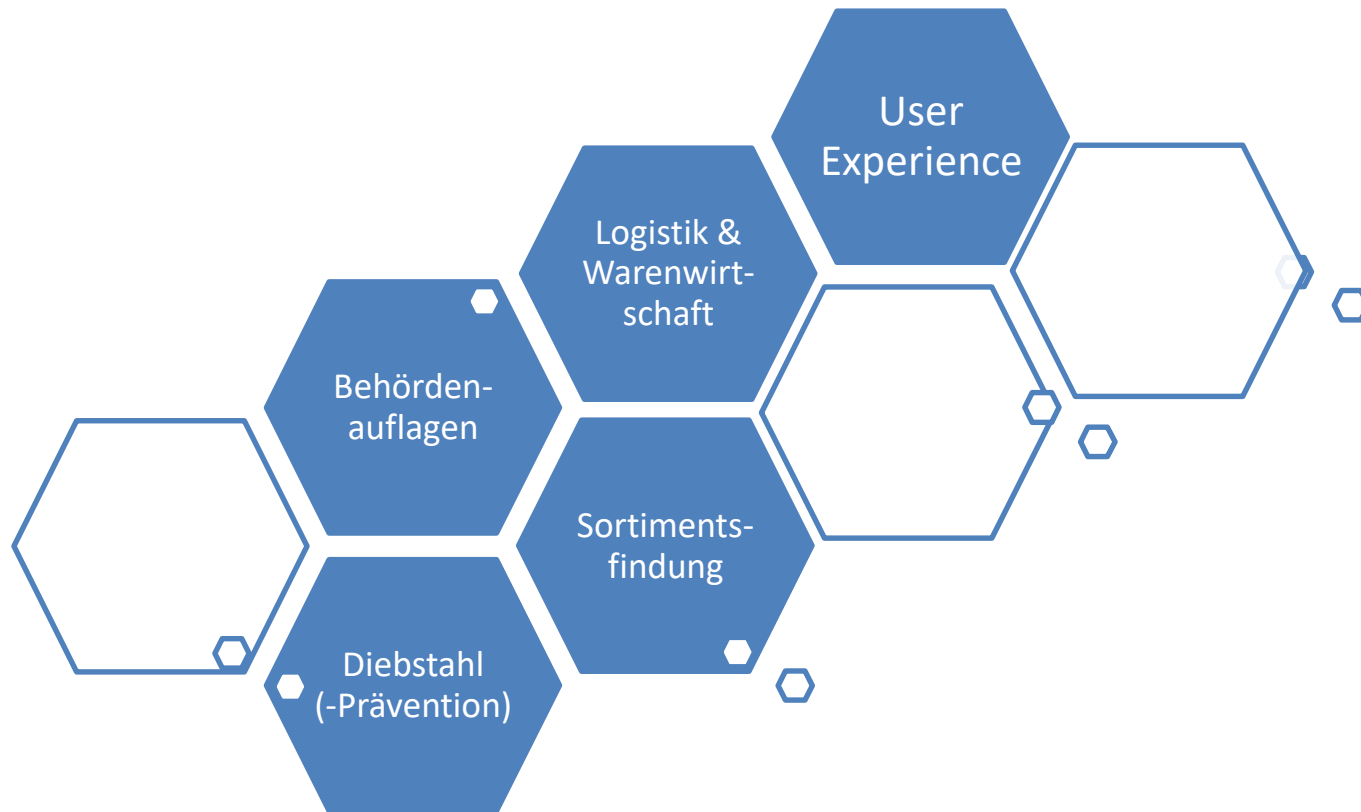 User
Experience
Logistik &
Warenwirt-
schaft
Behörden-
auflagen
Sortiments-
findung
Diebstahl
(-Prävention)